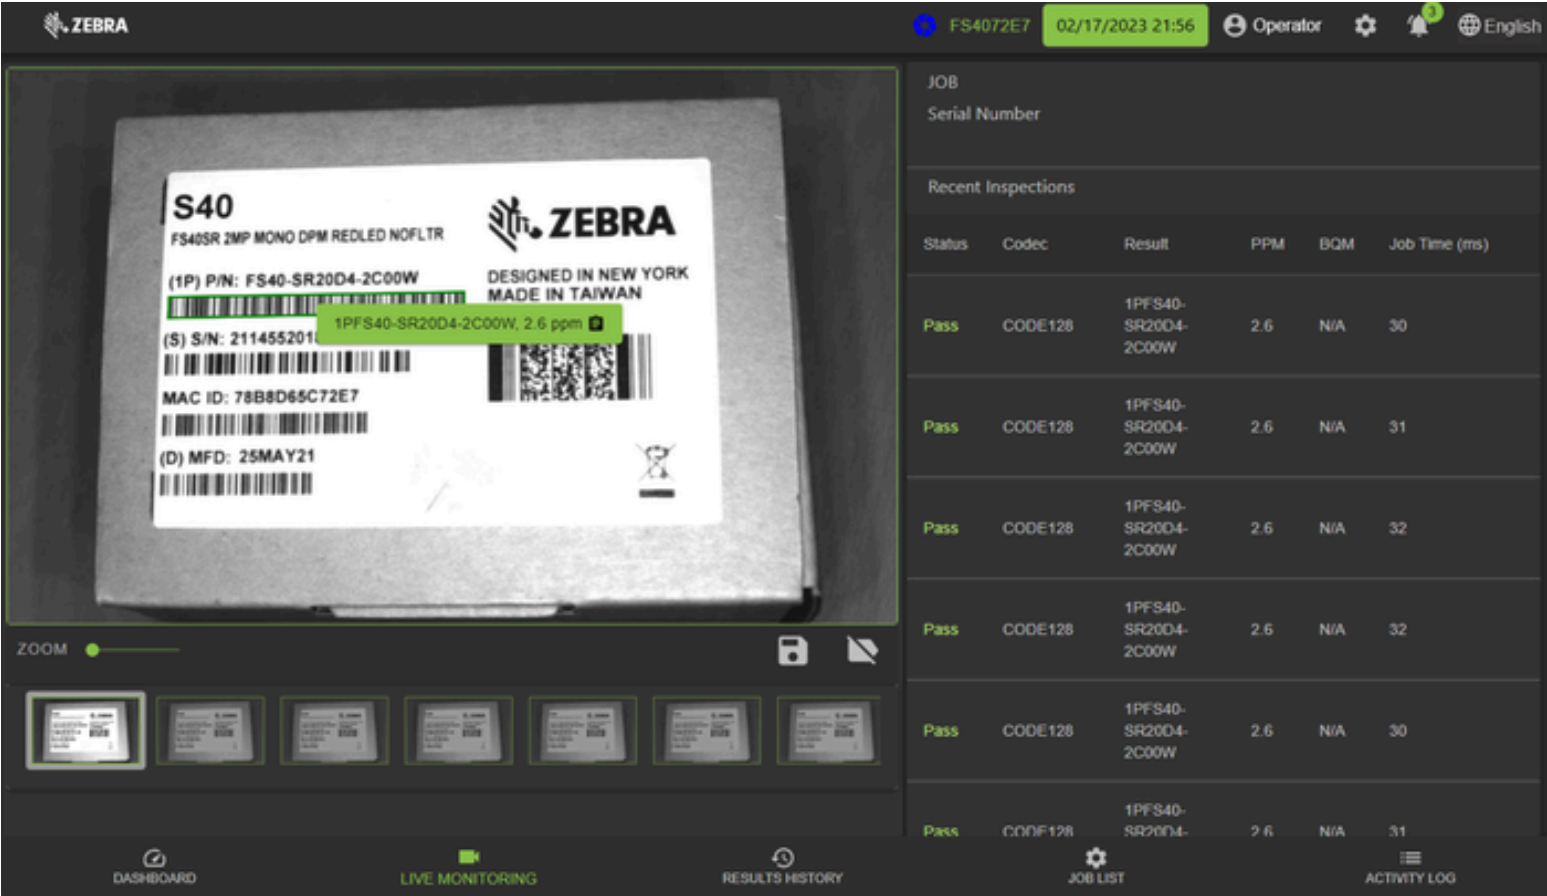 ZEBRA
FS4072E7
02/17/2023 21:56
Operator
3
English
S40
FS40SR 2MP MONO DPM REDLED NOFLTR
(1P) P/N: FS40-SR20D4-2C00W
1PFS40-SR20D4-2C00W, 2.6 ppm
(S) S/N: 211455201
MAC ID: 78B8D65C72E7
(D) MFD: 25MAY21
ZEBRA
DESIGNED IN NEW YORK
MADE IN TAIWAN
ZOOM
JOB
Serial Number
Recent Inspections
Status Codec Result PPM BQM Job Time (ms)
1PFS40-
Pass CODE128 SR20D4- 2.6 N/A 30
2C00W
1PFS40-
Pass CODE128 SR20D4- 2.6 N/A 31
2C00W
1PFS40-
Pass CODE128 SR20D4- 2.6 N/A 32
2C00W
1PFS40-
Pass CODE128 SR20D4- 2.6 N/A 32
2C00W
1PFS40-
Pass CODE128 SR20D4- 2.6 N/A 30
2C00W
1PFS40-
Pass CODE128 SR20D4- 2.6 N/A 31
DASHBOARD
LIVE MONITORING
RESULTS HISTORY
JOB LIST
ACTIVITY LOG